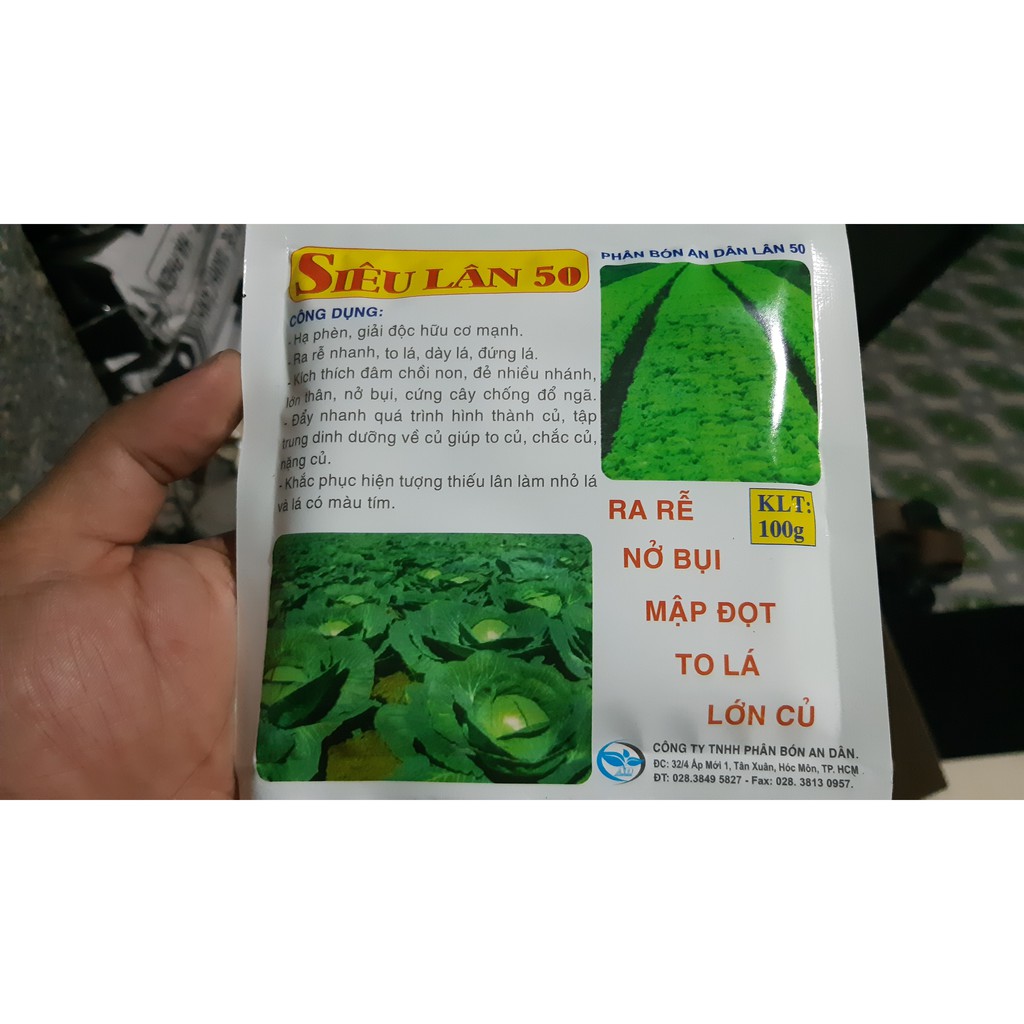 SIÊU LÂN 50
CÔNG DỤNG:
- Hạ phèn, giải độc hữu cơ mạnh.
- Ra rễ nhanh, to lá, dày lá, đứng lá.
- Kích thích đâm chồi non, đẻ nhiều nhánh,
lớn thân, nở bụi, cứng cây chống đổ ngã.
- Đẩy nhanh quá trình hình thành củ, tập
trung dinh dưỡng về củ giúp to củ, chắc củ,
nặng củ.
- Khắc phục hiện tượng thiếu lân làm nhỏ lá
và lá có màu tím.
PHÂN BÓN AN DÂN LÂN 50
KLT:
100g
RA RỄ
NỞ BỤI
MẬP ĐỌT
TO LÁ
LỚN CỦ
CÔNG TY TNHH PHÂN BÓN AN DÂN.
ĐC: 32/4 Ấp Mới 1, Tân Xuân, Hóc Môn, TP. HCM
ĐT: 028.3849 5827 - Fax: 028. 3813 0957.